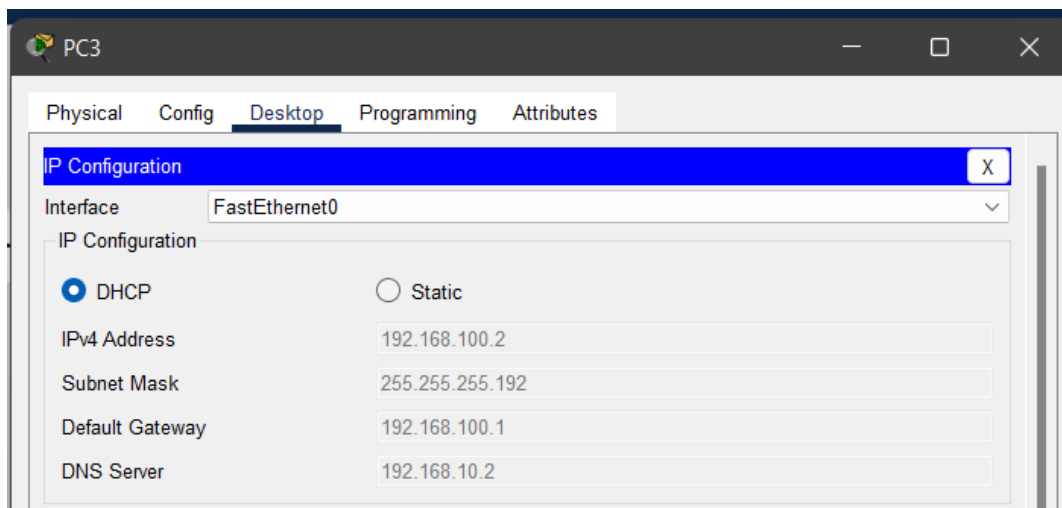 PC3
Physical Config Desktop Programming Attributes
IP Configuration X
Interface FastEthernet0
IP Configuration
DHCP Static
IPv4 Address 192.168.100.2
Subnet Mask 255.255.255.192
Default Gateway 192.168.100.1
DNS Server 192.168.10.2